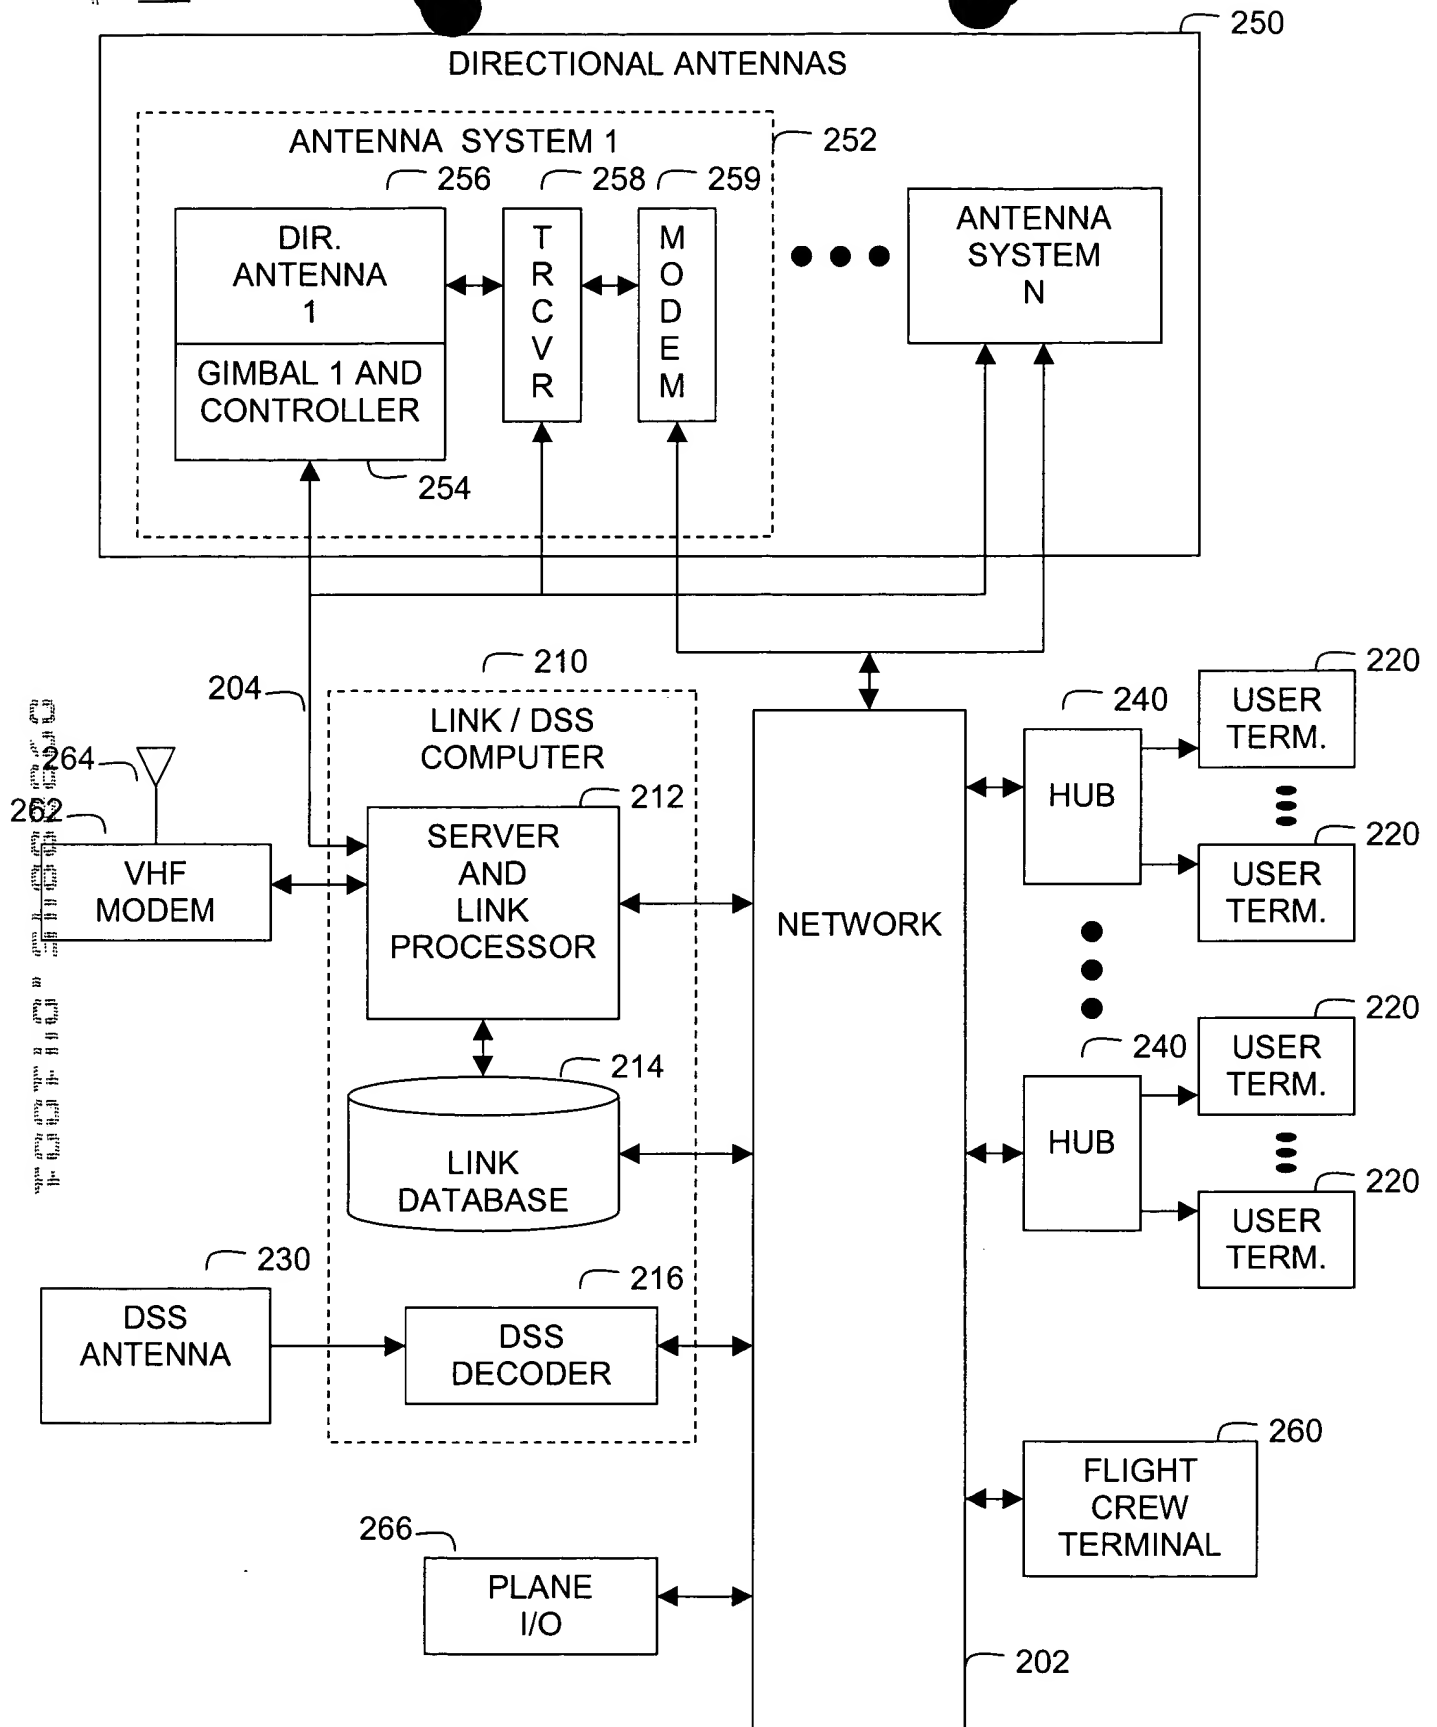 250
DIRECTIONAL ANTENNAS
ANTENNA SYSTEM 1
252
256
258
259
DIR.
ANTENNA
1
TRCVR
MODEM
ANTENNA
SYSTEM
N
GIMBAL 1 AND
CONTROLLER
254
210
204
LINK / DSS
COMPUTER
212
264
262
VHF
MODEM
SERVER
AND
LINK
PROCESSOR
214
LINK
DATABASE
230
216
DSS
ANTENNA
DSS
DECODER
266
PLANE
I/O
NETWORK
202
240
HUB
220
USER
TERM.
220
USER
TERM.
240
HUB
220
USER
TERM.
220
USER
TERM.
260
FLIGHT
CREW
TERMINAL